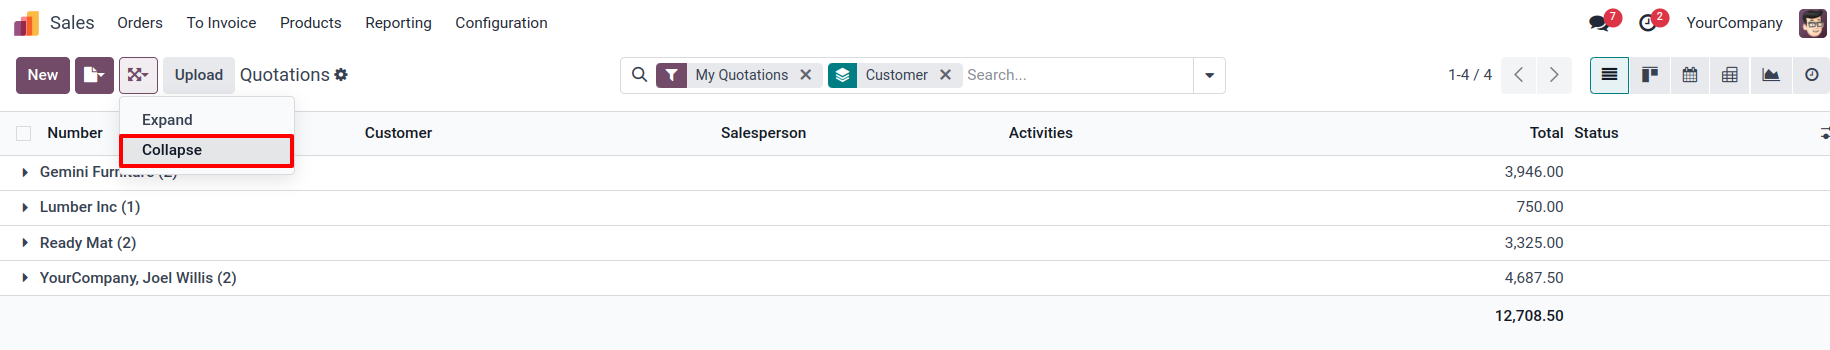 Sales Orders To Invoice Products Reporting Configuration 7 2 YourCompany
New Upload Quotations My Quotations Customer Search... 1-4 / 4
Expand
Number Customer Salesperson Activities Total Status
Collapse
Gemini Furniture (2) 3,946.00
Lumber Inc (1) 750.00
Ready Mat (2) 3,325.00
YourCompany, Joel Willis (2) 4,687.50
12,708.50